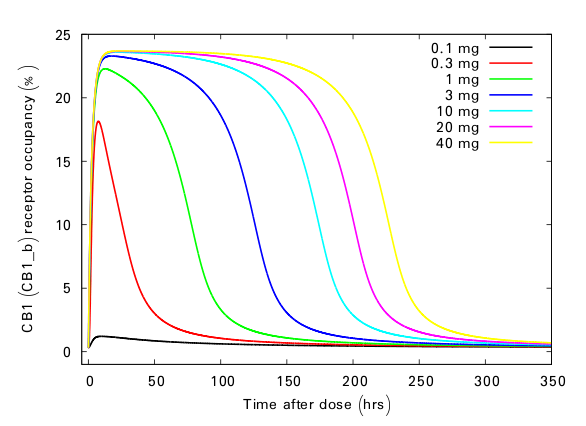 25
20
15
10
5
0
CB1 (CB1_b) receptor occupancy (%)
0.1 mg
0.3 mg
1 mg
3 mg
10 mg
20 mg
40 mg
0 50 100 150 200 250 300 350
Time after dose (hrs)